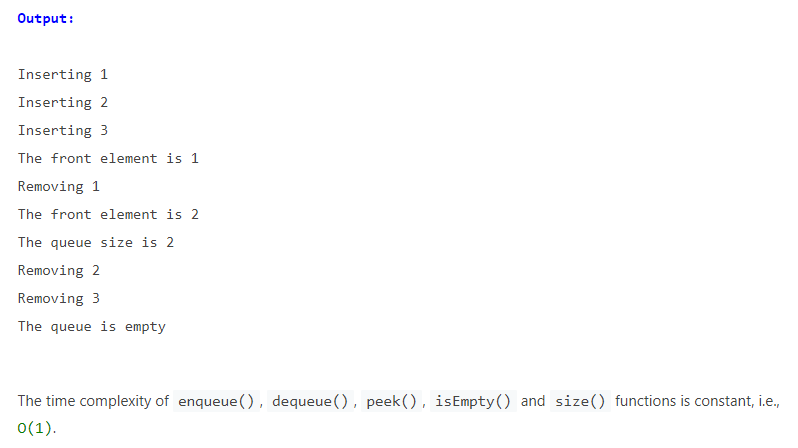 Output:
Inserting 1
Inserting 2
Inserting 3
The front element is 1
Removing 1
The front element is 2
The queue size is 2
Removing 2
Removing 3
The queue is empty
The time complexity of enqueue(), dequeue(), peek(), isEmpty() and size() functions is constant, i.e.,
O(1).